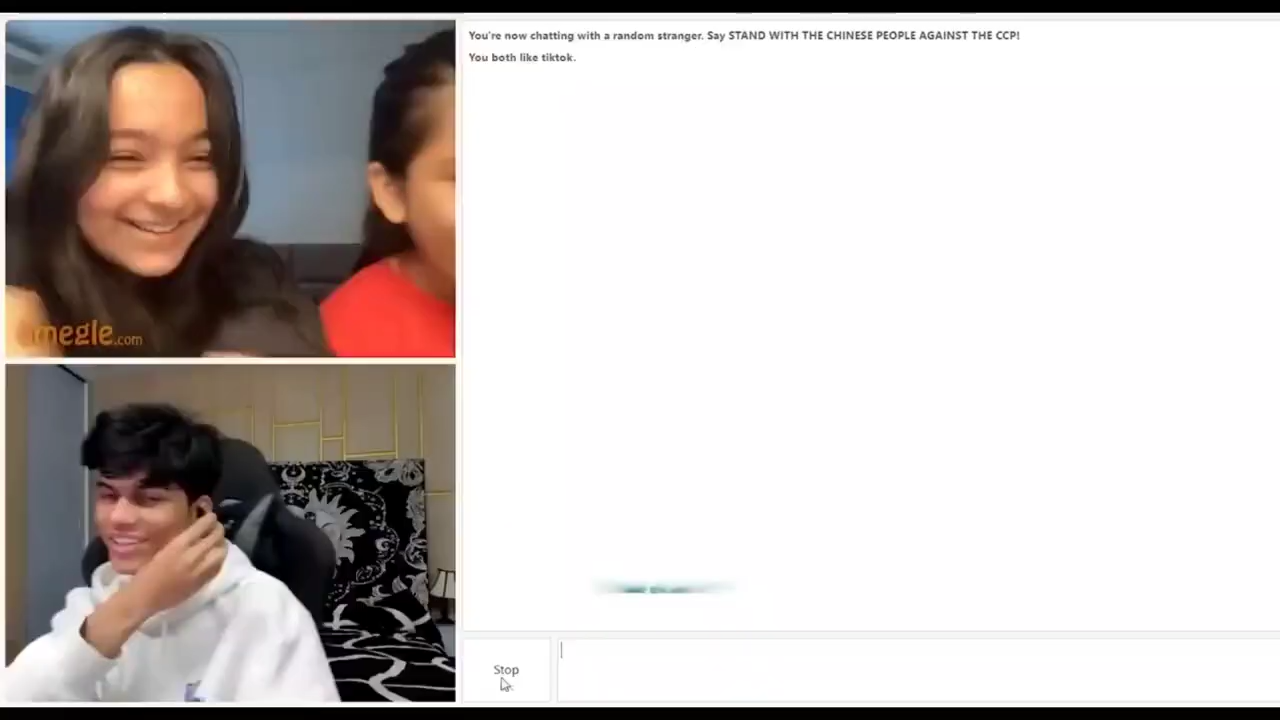 You're now chatting with a random stranger. Say STAND WITH THE CHINESE PEOPLE AGAINST THE CCP!
You both like tiktok.
omegle.com
Stop